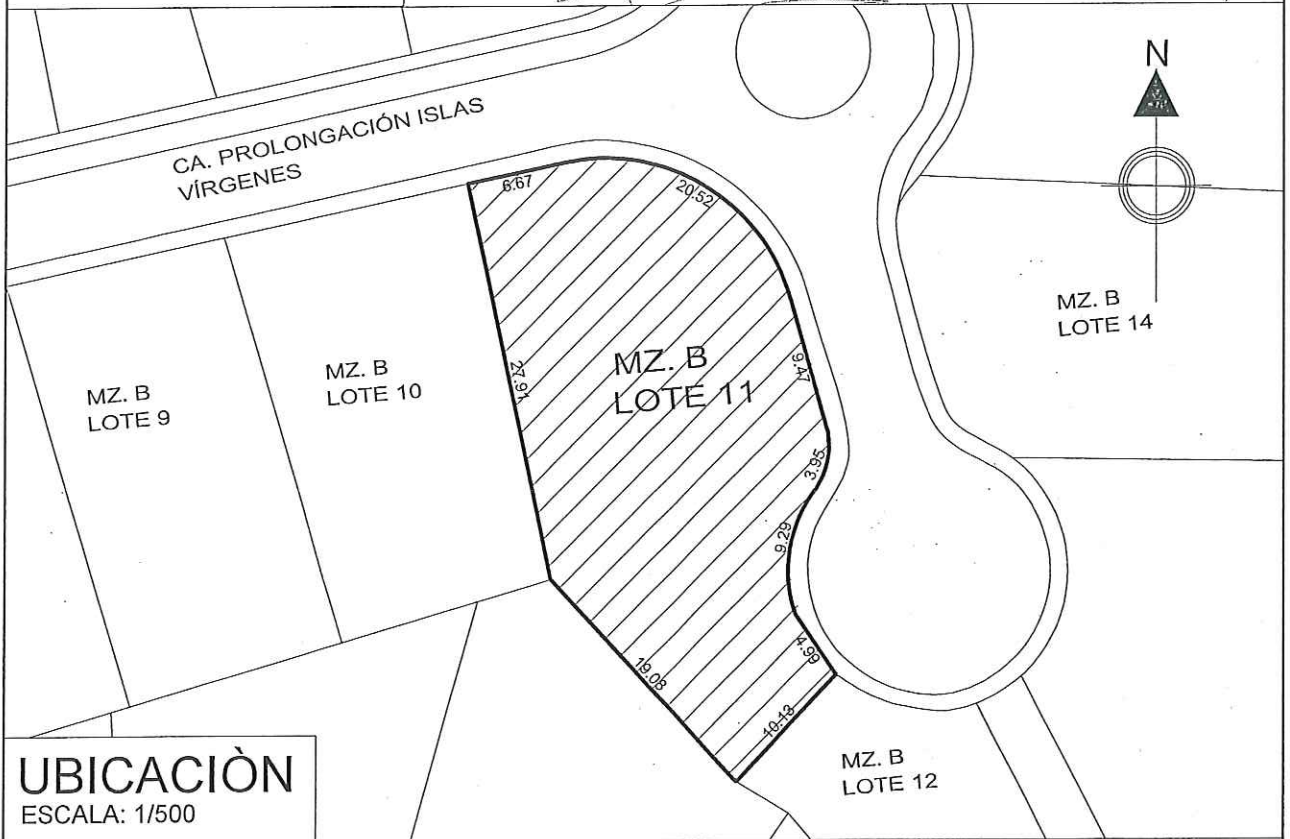 N
CA. PROLONGACIÓN ISLAS
VÍRGENES
6.67
20.52
MZ. B
LOTE 14
MZ. B
LOTE 9
MZ. B
LOTE 10
27.91
MZ. B
LOTE 11
9.47
3.95
9.29
4.99
19.08
10.13
MZ. B
LOTE 12
UBICACIÒN
ESCALA: 1/500